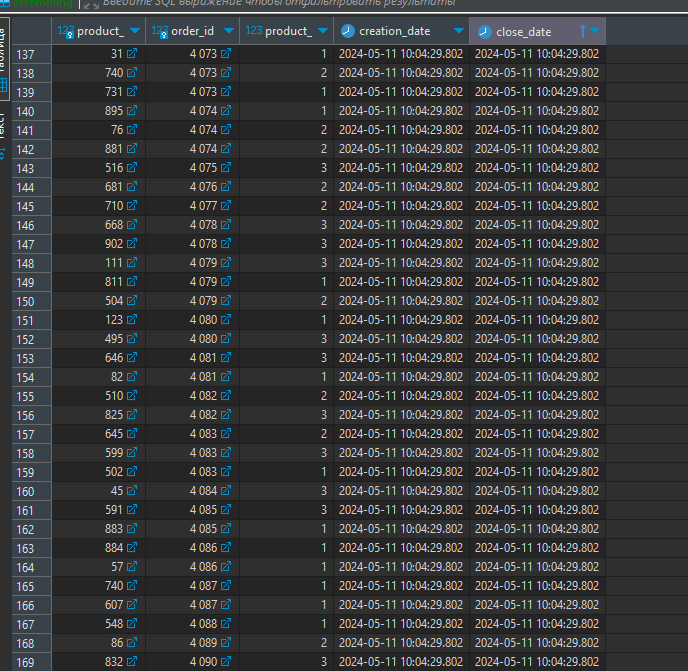 assembling Введите SQL выражение чтобы отфильтровать результаты
Таблица
Текст
123 product_ 123 order_id 123 product_ creation_date close_date
137 31 4 073 1 2024-05-11 10:04:29.802 2024-05-11 10:04:29.802
138 740 4 073 2 2024-05-11 10:04:29.802 2024-05-11 10:04:29.802
139 731 4 073 1 2024-05-11 10:04:29.802 2024-05-11 10:04:29.802
140 895 4 074 1 2024-05-11 10:04:29.802 2024-05-11 10:04:29.802
141 76 4 074 2 2024-05-11 10:04:29.802 2024-05-11 10:04:29.802
142 881 4 074 2 2024-05-11 10:04:29.802 2024-05-11 10:04:29.802
143 516 4 075 3 2024-05-11 10:04:29.802 2024-05-11 10:04:29.802
144 681 4 076 2 2024-05-11 10:04:29.802 2024-05-11 10:04:29.802
145 710 4 077 2 2024-05-11 10:04:29.802 2024-05-11 10:04:29.802
146 668 4 078 3 2024-05-11 10:04:29.802 2024-05-11 10:04:29.802
147 902 4 078 3 2024-05-11 10:04:29.802 2024-05-11 10:04:29.802
148 111 4 079 3 2024-05-11 10:04:29.802 2024-05-11 10:04:29.802
149 811 4 079 1 2024-05-11 10:04:29.802 2024-05-11 10:04:29.802
150 504 4 079 2 2024-05-11 10:04:29.802 2024-05-11 10:04:29.802
151 123 4 080 1 2024-05-11 10:04:29.802 2024-05-11 10:04:29.802
152 495 4 080 3 2024-05-11 10:04:29.802 2024-05-11 10:04:29.802
153 646 4 081 3 2024-05-11 10:04:29.802 2024-05-11 10:04:29.802
154 82 4 081 1 2024-05-11 10:04:29.802 2024-05-11 10:04:29.802
155 510 4 082 2 2024-05-11 10:04:29.802 2024-05-11 10:04:29.802
156 825 4 082 3 2024-05-11 10:04:29.802 2024-05-11 10:04:29.802
157 645 4 083 2 2024-05-11 10:04:29.802 2024-05-11 10:04:29.802
158 599 4 083 3 2024-05-11 10:04:29.802 2024-05-11 10:04:29.802
159 502 4 083 1 2024-05-11 10:04:29.802 2024-05-11 10:04:29.802
160 45 4 084 3 2024-05-11 10:04:29.802 2024-05-11 10:04:29.802
161 591 4 085 3 2024-05-11 10:04:29.802 2024-05-11 10:04:29.802
162 883 4 085 1 2024-05-11 10:04:29.802 2024-05-11 10:04:29.802
163 884 4 086 1 2024-05-11 10:04:29.802 2024-05-11 10:04:29.802
164 57 4 086 1 2024-05-11 10:04:29.802 2024-05-11 10:04:29.802
165 740 4 087 1 2024-05-11 10:04:29.802 2024-05-11 10:04:29.802
166 607 4 087 1 2024-05-11 10:04:29.802 2024-05-11 10:04:29.802
167 548 4 088 1 2024-05-11 10:04:29.802 2024-05-11 10:04:29.802
168 86 4 089 2 2024-05-11 10:04:29.802 2024-05-11 10:04:29.802
169 832 4 090 3 2024-05-11 10:04:29.802 2024-05-11 10:04:29.802